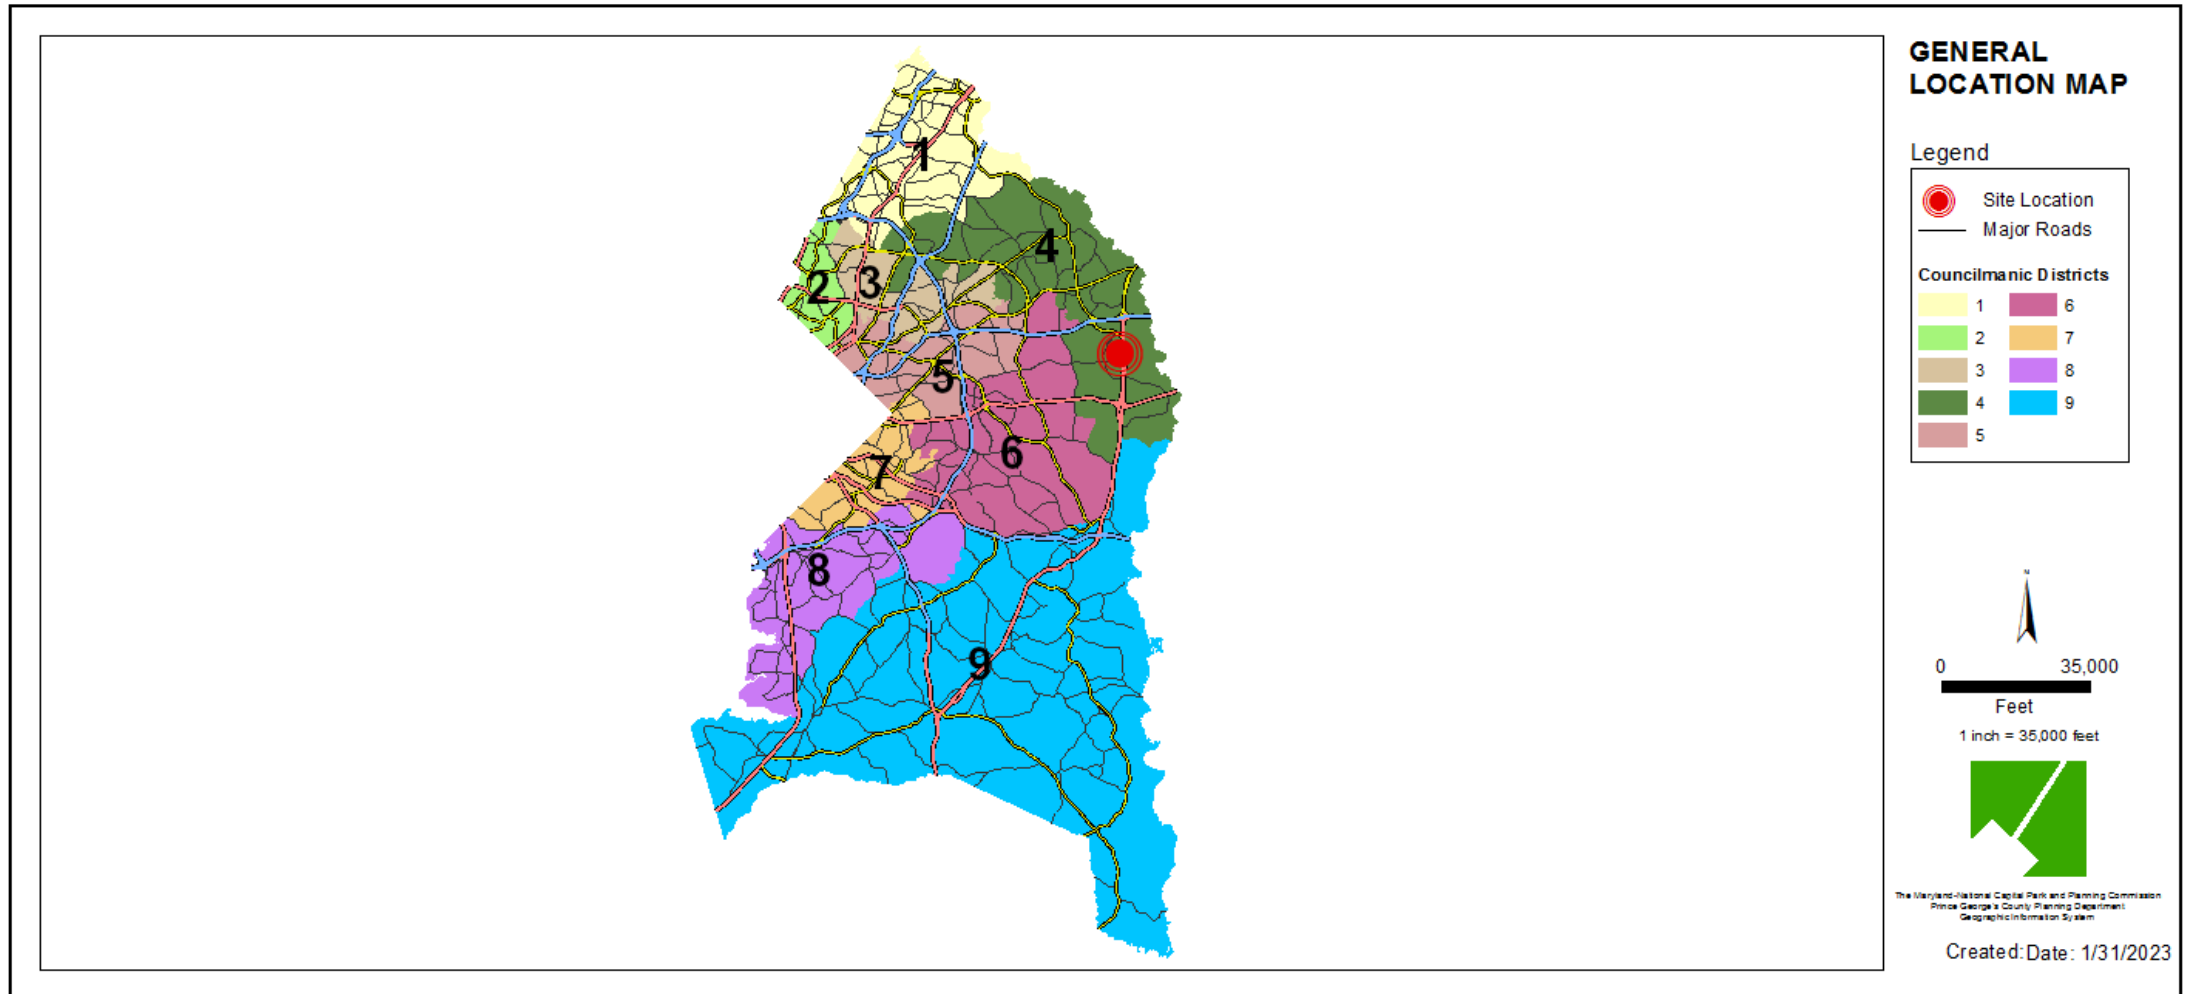 GENERAL
LOCATION MAP
Legend
Site Location
Major Roads
Councilmanic Districts
1 6
2 7
3 8
4 9
5
1
4
2
3
5
6
7
8
9
N
0 35,000
Feet
1 inch = 35,000 feet
The Maryland-National Capital Park and Planning Commission
Prince George's County Planning Department
Geographic Information System
Created: Date: 1/31/2023